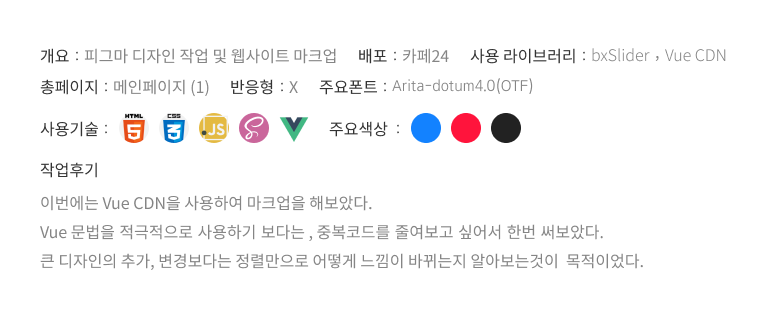 개요 : 피그마 디자인 작업 및 웹사이트 마크업 배포 : 카페24 사용 라이브러리 : bxSlider , Vue CDN
총페이지 : 메인페이지 (1) 반응형 : X 주요폰트 : Arita-dotum4.0(OTF)
사용기술 : HTML 5 CSS 3 JS 주요색상 :
작업후기
이번에는 Vue CDN을 사용하여 마크업을 해보았다.
Vue 문법을 적극적으로 사용하기 보다는 , 중복코드를 줄여보고 싶어서 한번 써보았다.
큰 디자인의 추가, 변경보다는 정렬만으로 어떻게 느낌이 바뀌는지 알아보는것이 목적이었다.